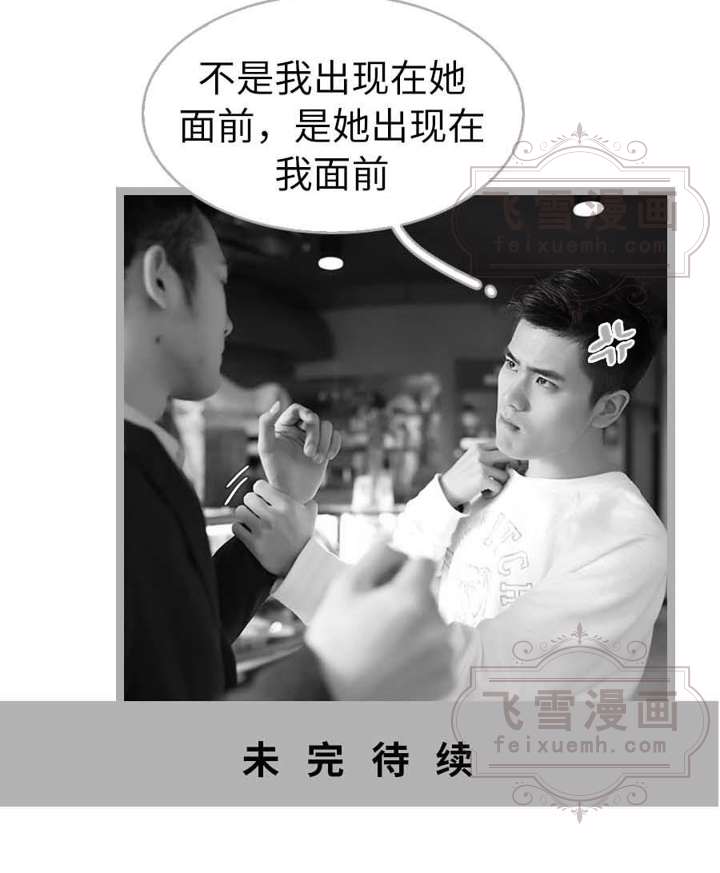 不是我出现在她
面前，是她出现在
我面前
飞雪漫画
feixuemh.com
飞雪漫画
feixuemh.com
未完待续